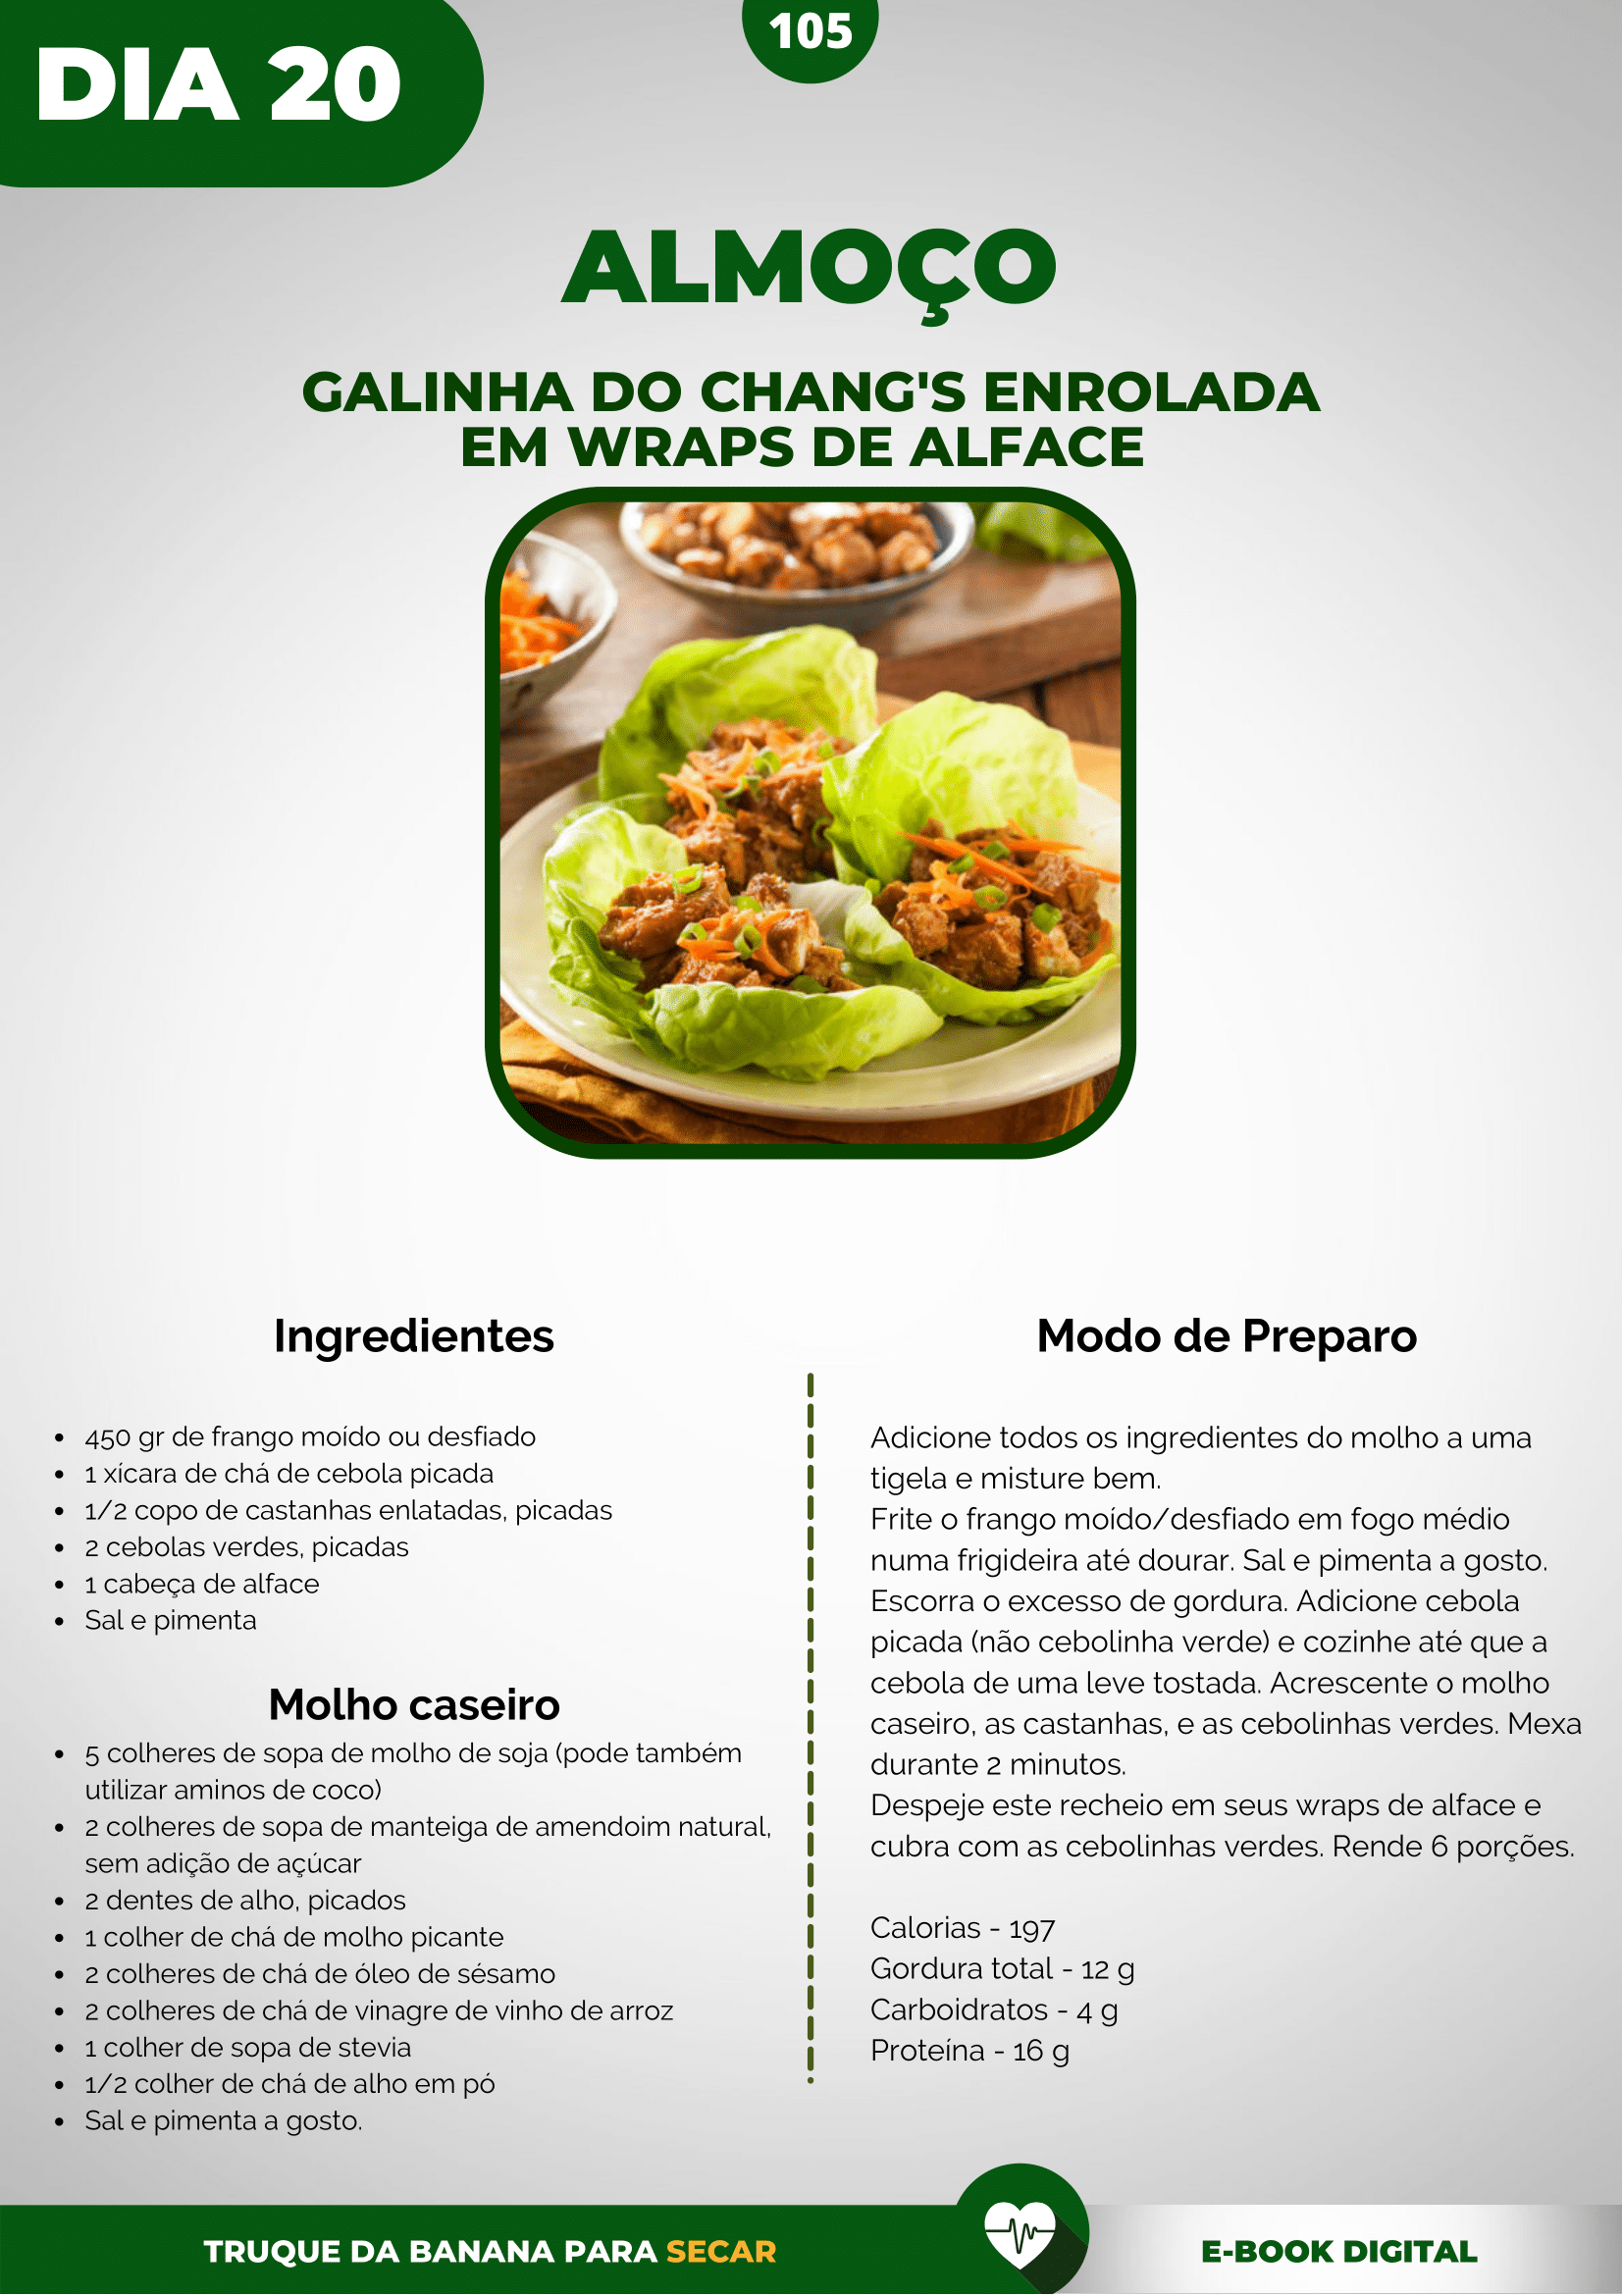 DIA 20
105
ALMOÇO
GALINHA DO CHANG'S ENROLADA
EM WRAPS DE ALFACE
Ingredientes
• 450 gr de frango moído ou desfiado
• 1 xícara de chá de cebola picada
• 1/2 copo de castanhas enlatadas, picadas
• 2 cebolas verdes, picadas
• 1 cabeça de alface
• Sal e pimenta
Molho caseiro
• 5 colheres de sopa de molho de soja (pode também
utilizar aminos de coco)
• 2 colheres de sopa de manteiga de amendoim natural,
sem adição de açúcar
• 2 dentes de alho, picados
• 1 colher de chá de molho picante
• 2 colheres de chá de óleo de sésamo
• 2 colheres de chá de vinagre de vinho de arroz
• 1 colher de sopa de stevia
• 1/2 colher de chá de alho em pó
• Sal e pimenta a gosto.
Modo de Preparo
Adicione todos os ingredientes do molho a uma
tigela e misture bem.
Frite o frango moído/desfiado em fogo médio
numa frigideira até dourar. Sal e pimenta a gosto.
Escorra o excesso de gordura. Adicione cebola
picada (não cebolinha verde) e cozinhe até que a
cebola de uma leve tostada. Acrescente o molho
caseiro, as castanhas, e as cebolinhas verdes. Mexa
durante 2 minutos.
Despeje este recheio em seus wraps de alface e
cubra com as cebolinhas verdes. Rende 6 porções.
Calorias - 197
Gordura total - 12 g
Carboidratos - 4 g
Proteína - 16 g
TRUQUE DA BANANA PARA SECAR
E-BOOK DIGITAL